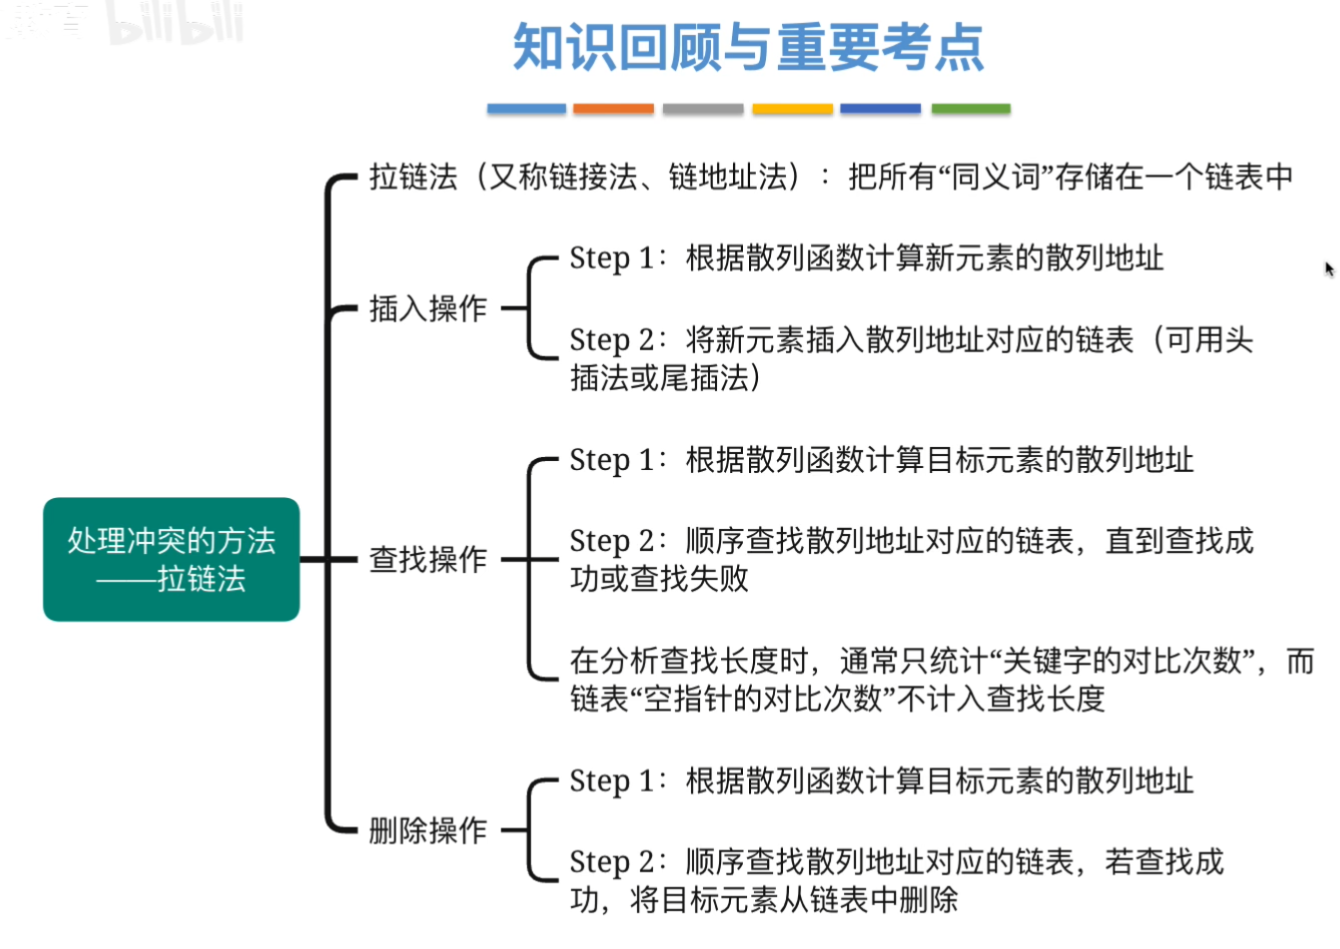 bilibili
知识回顾与重要考点
拉链法（又称链接法、链地址法）：把所有“同义词”存储在一个链表中
插入操作
Step 1：根据散列函数计算新元素的散列地址
Step 2：将新元素插入散列地址对应的链表（可用头
插法或尾插法）
处理冲突的方法
——拉链法
查找操作
Step 1：根据散列函数计算目标元素的散列地址
Step 2：顺序查找散列地址对应的链表，直到查找成
功或查找失败
在分析查找长度时，通常只统计“关键字的对比次数”，而
链表“空指针的对比次数”不计入查找长度
删除操作
Step 1：根据散列函数计算目标元素的散列地址
Step 2：顺序查找散列地址对应的链表，若查找成
功，将目标元素从链表中删除